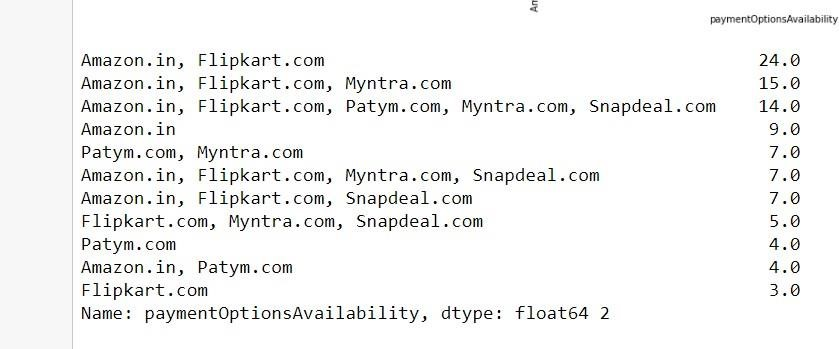 An
paymentOptionsAvailability
Amazon.in, Flipkart.com 24.0
Amazon.in, Flipkart.com, Myntra.com 15.0
Amazon.in, Flipkart.com, Patym.com, Myntra.com, Snapdeal.com 14.0
Amazon.in 9.0
Patym.com, Myntra.com 7.0
Amazon.in, Flipkart.com, Myntra.com, Snapdeal.com 7.0
Amazon.in, Flipkart.com, Snapdeal.com 7.0
Flipkart.com, Myntra.com, Snapdeal.com 5.0
Patym.com 4.0
Amazon.in, Patym.com 4.0
Flipkart.com 3.0
Name: paymentOptionsAvailability, dtype: float64 2